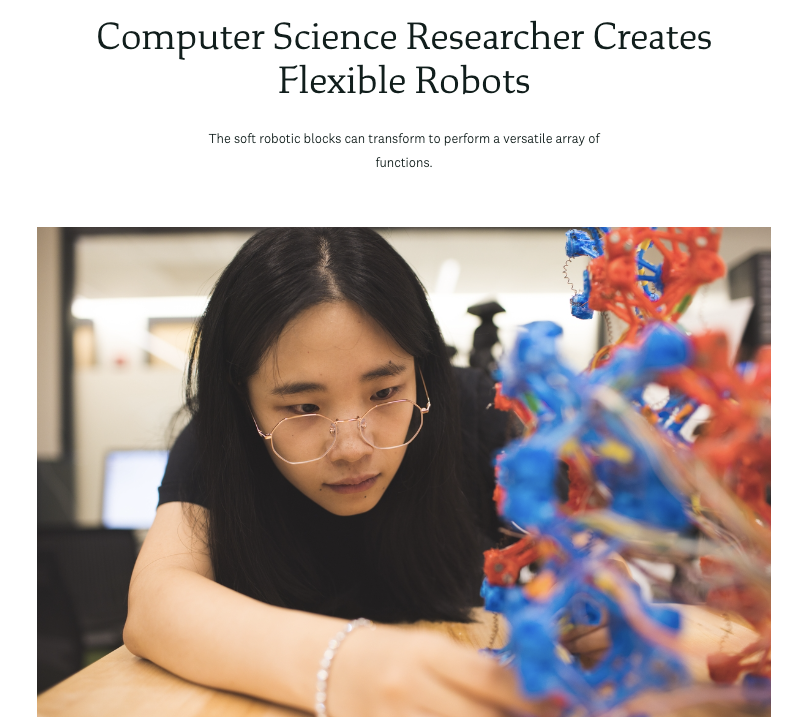 Computer Science Researcher Creates
Flexible Robots
The soft robotic blocks can transform to perform a versatile array of
functions.